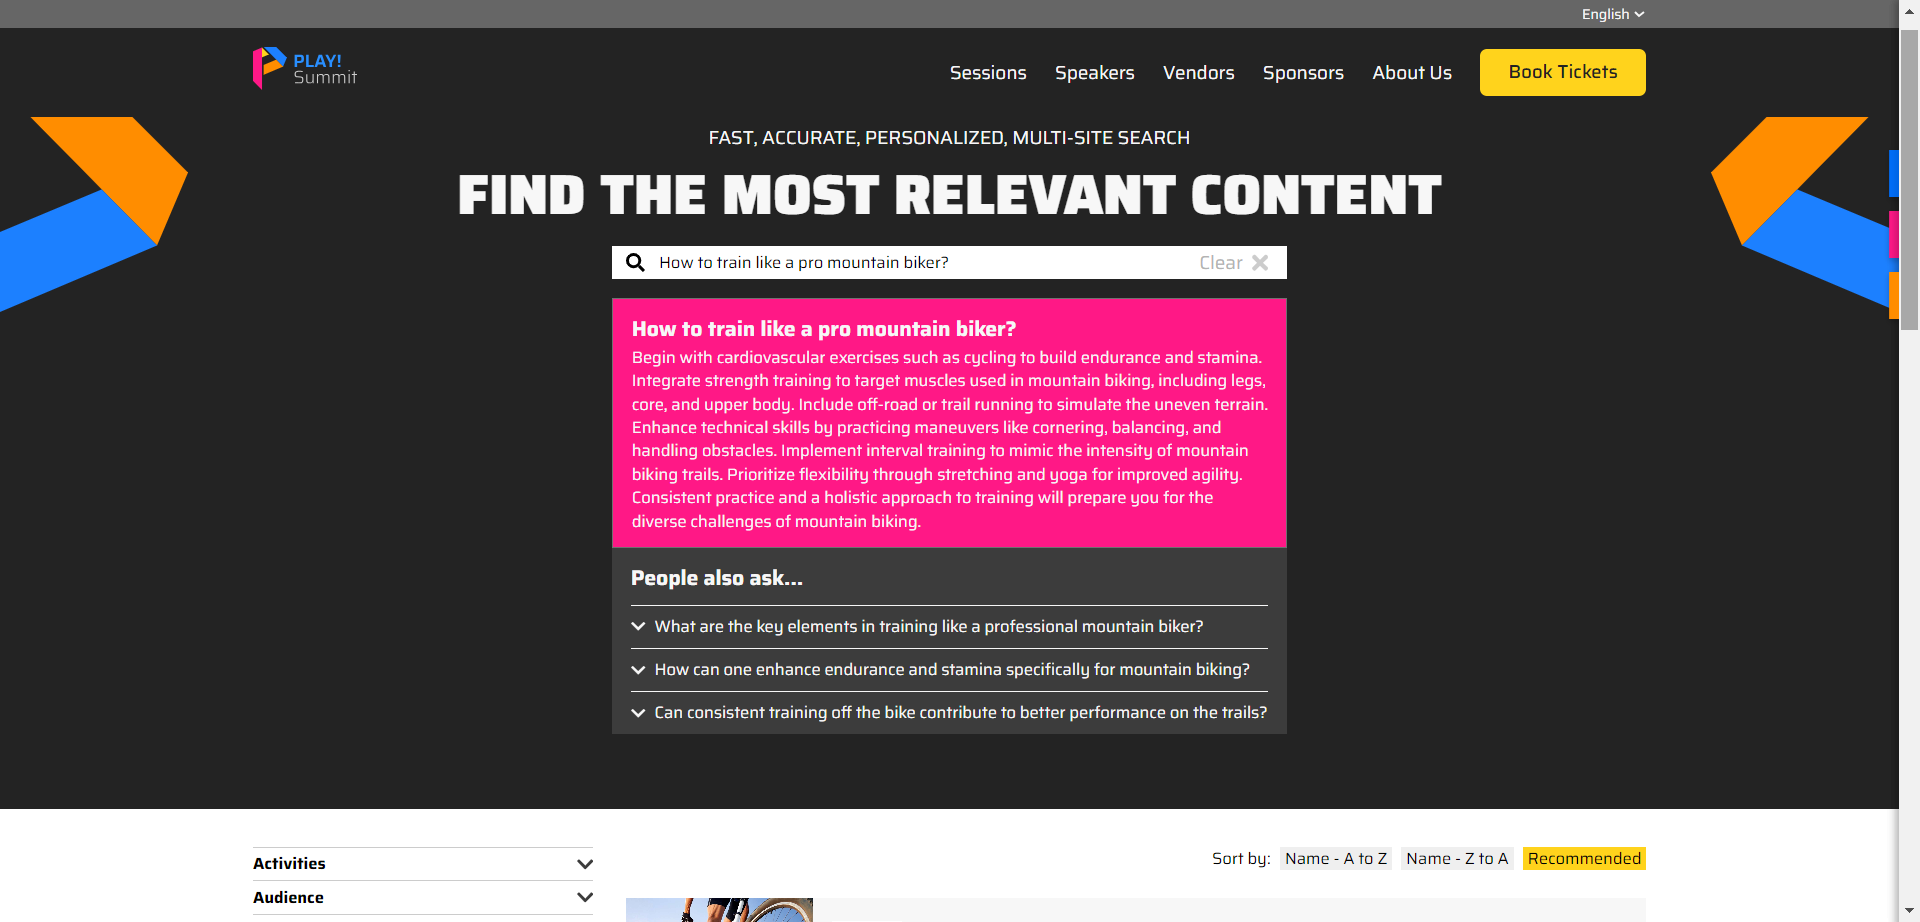 English
PLAY!
Summit
Sessions Speakers Vendors Sponsors About Us Book Tickets
FAST, ACCURATE, PERSONALIZED, MULTI-SITE SEARCH
FIND THE MOST RELEVANT CONTENT
How to train like a pro mountain biker? Clear
How to train like a pro mountain biker?
Begin with cardiovascular exercises such as cycling to build endurance and stamina.
Integrate strength training to target muscles used in mountain biking, including legs,
core, and upper body. Include off-road or trail running to simulate the uneven terrain.
Enhance technical skills by practicing maneuvers like cornering, balancing, and
handling obstacles. Implement interval training to mimic the intensity of mountain
biking trails. Prioritize flexibility through stretching and yoga for improved agility.
Consistent practice and a holistic approach to training will prepare you for the
diverse challenges of mountain biking.
People also ask...
What are the key elements in training like a professional mountain biker?
How can one enhance endurance and stamina specifically for mountain biking?
Can consistent training off the bike contribute to better performance on the trails?
Activities
Audience
Sort by: Name - A to Z Name - Z to A Recommended